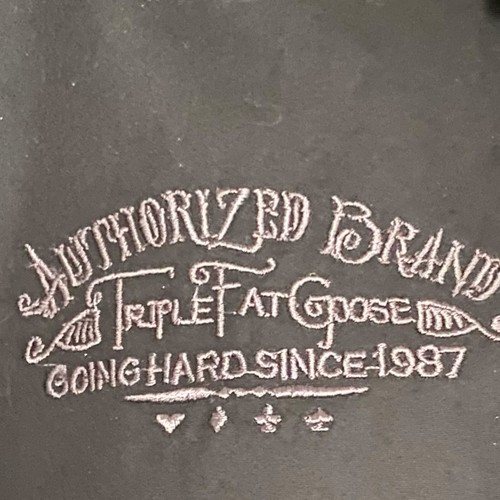 AUTHORIZED BRAND
TRIPLE FAT GOOSE
GOING HARD SINCE 1987